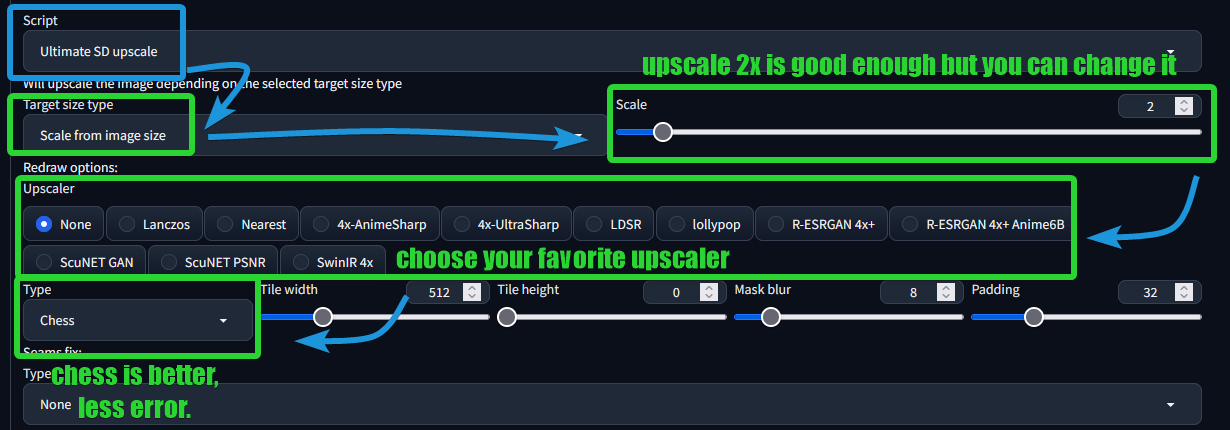 Script
Ultimate SD upscale
upscale 2x is good enough but you can change it
Will upscale the image depending on the selected target size type
Target size type
Scale from image size
Scale
2
Redraw options:
Upscaler
None
Lanczos
Nearest
4x-AnimeSharp
4x-UltraSharp
LDSR
lollypop
R-ESRGAN 4x+
R-ESRGAN 4x+ Anime6B
ScuNET GAN
ScuNET PSNR
SwinIR 4x
choose your favorite upscaler
Type
Chess
Tile width
512
Tile height
0
Mask blur
8
Padding
32
Seams fix:
Type
chess is better,
less error.
None